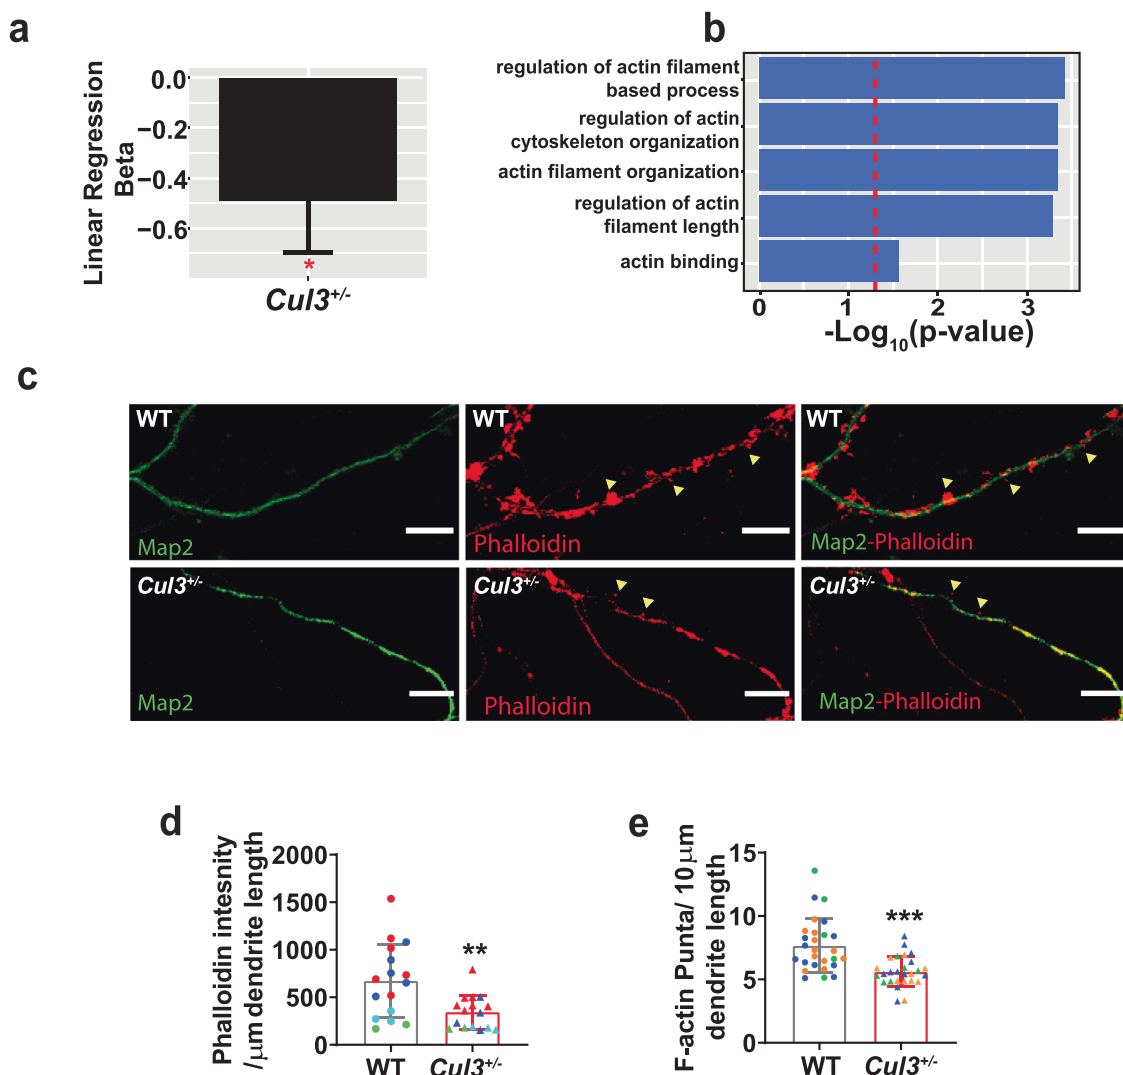 a
Linear Regression
Beta
0.0
−0.2
−0.4
−0.6
*
Cul3+/-
b
regulation of actin filament
based process
regulation of actin
cytoskeleton organization
actin filament organization
regulation of actin
filament length
actin binding
0
1
2
3
-Log10(p-value)
c
WT
Map2
WT
Phalloidin
WT
Map2-Phalloidin
Cul3+/-
Map2
Cul3+/-
Phalloidin
Cul3+/-
Map2-Phalloidin
d
Phalloidin intesnity
/μm dendrite length
2000
1500
1000
500
0
**
WT
Cul3+/-
e
F-actin Punta/ 10μm
dendrite length
15
10
5
0
***
WT
Cul3+/-